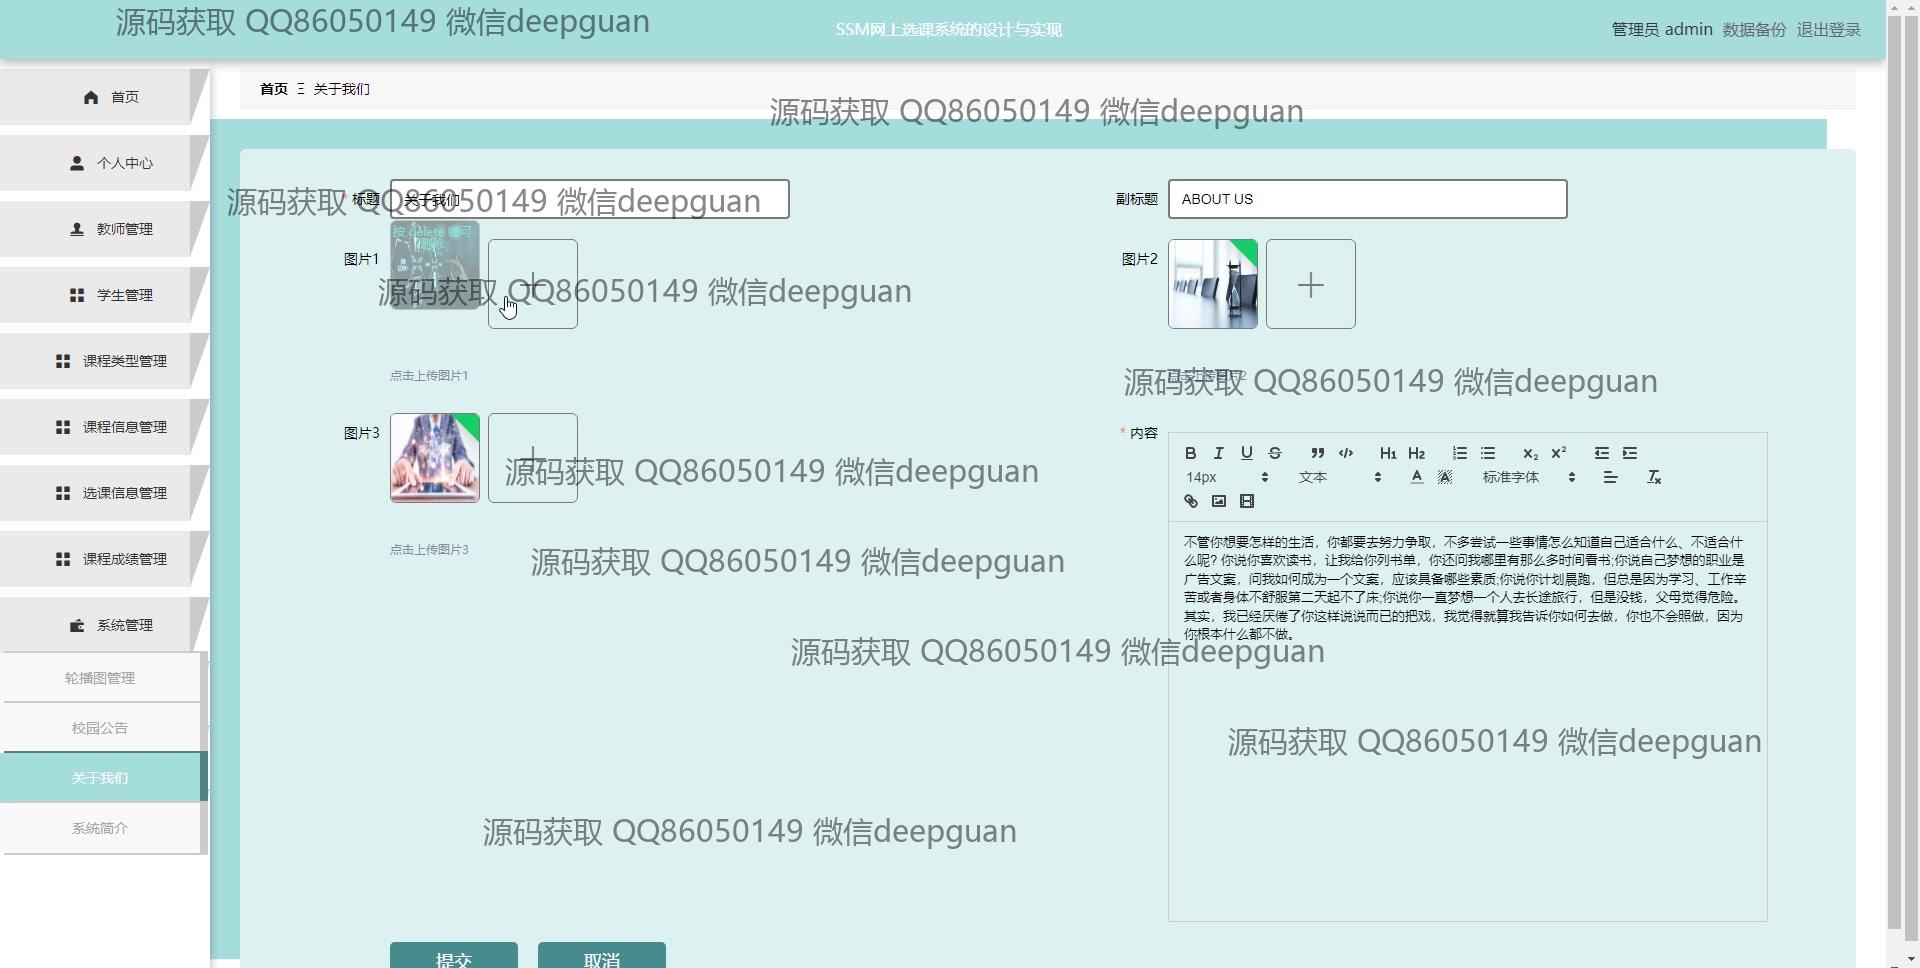 源码获取 QQ86050149 微信deepguan
SSM网上选课系统的设计与实现
管理员 admin 数据备份 退出登录
首页
首页 Ξ 关于我们
源码获取 QQ86050149 微信deepguan
个人中心
源码获取 QQ86050149 微信deepguan
* 标题 关于我们
副标题 ABOUT US
教师管理
按 delete 键可
删除
图片1
图片2
学生管理
源码获取 QQ86050149 微信deepguan
课程类型管理
点击上传图片1
点击上传图片2
源码获取 QQ86050149 微信deepguan
课程信息管理
图片3
* 内容
B I U S ” </> H1 H2 X2 X2
14px 文本 A A 标准字体 Tx
源码获取 QQ86050149 微信deepguan
选课信息管理
点击上传图片3
课程成绩管理
源码获取 QQ86050149 微信deepguan
不管你想要怎样的生活，你都要去努力争取，不多尝试一些事情怎么知道自己适合什么、不适合什
么呢? 你说你喜欢读书，让我给你列书单，你还问我哪里有那么多时间看书;你说自己梦想的职业是
广告文案，问我如何成为一个文案，应该具备哪些素质;你说你计划晨跑，但总是因为学习、工作辛
苦或者身体不舒服第二天起不了床;你说你一直梦想一个人去长途旅行，但是没钱，父母觉得危险。
其实，我已经厌倦了你这样说说而已的把戏，我觉得就算我告诉你如何去做，你也不会照做，因为
你根本什么都不做。
系统管理
源码获取 QQ86050149 微信deepguan
轮播图管理
校园公告
源码获取 QQ86050149 微信deepguan
关于我们
系统简介
源码获取 QQ86050149 微信deepguan
提交
取消